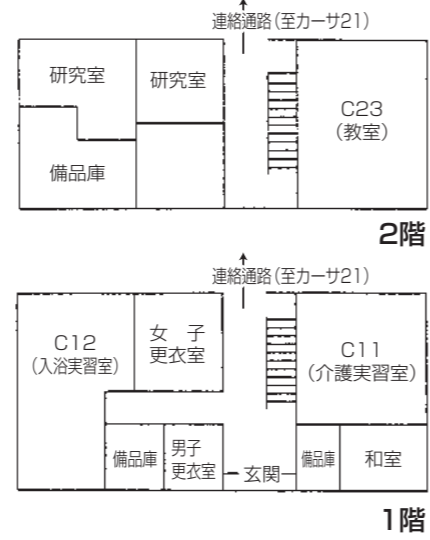 連絡通路(至カーサ21)
研究室
研究室
C23
(教室)
備品庫
2階
連絡通路(至カーサ21)
C12
(入浴実習室)
女子
更衣室
C11
(介護実習室)
備品庫
男子
更衣室
玄関
備品庫
和室
1階